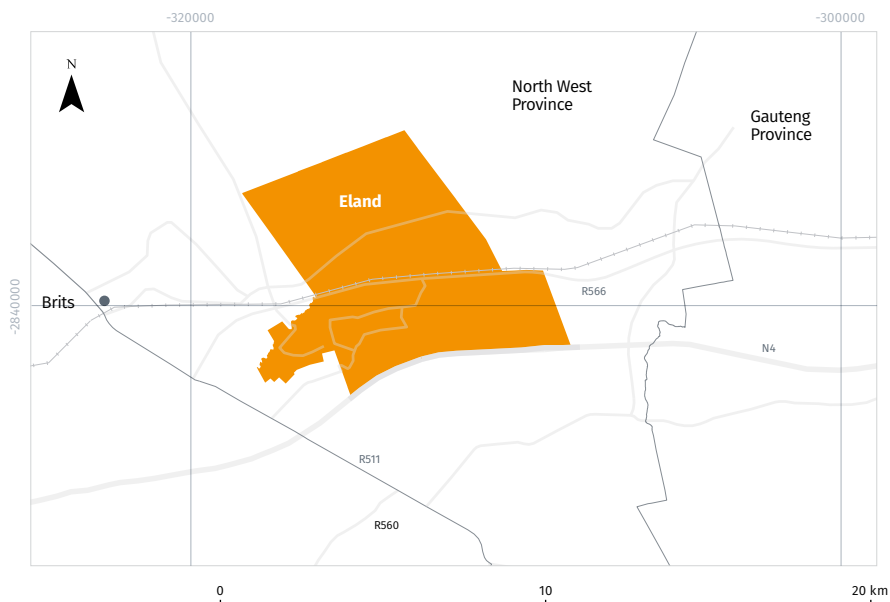 -320000
-300000
N
North West
Province
Gauteng
Province
Eland
-2840000
Brits
R566
N4
R511
R560
0
10
20 km